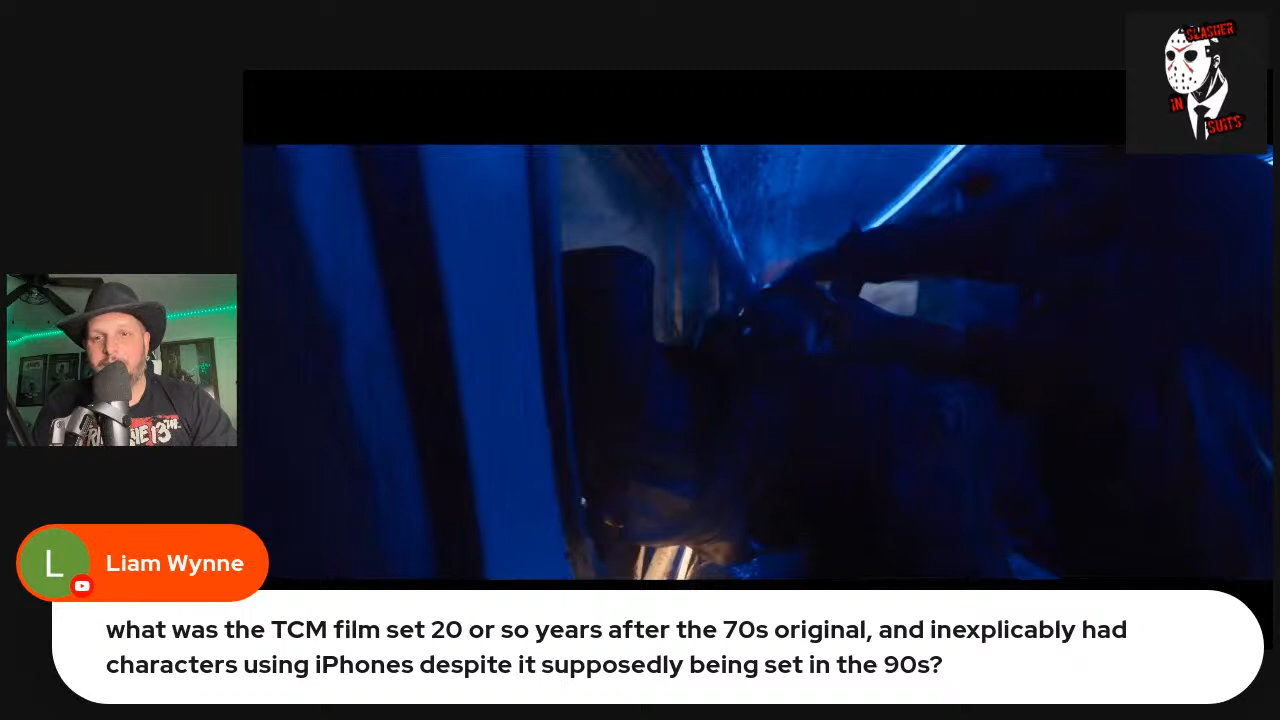 SLASHER
IN
SUITS
13TH
L
Liam Wynne
what was the TCM film set 20 or so years after the 70s original, and inexplicably had
characters using iPhones despite it supposedly being set in the 90s?